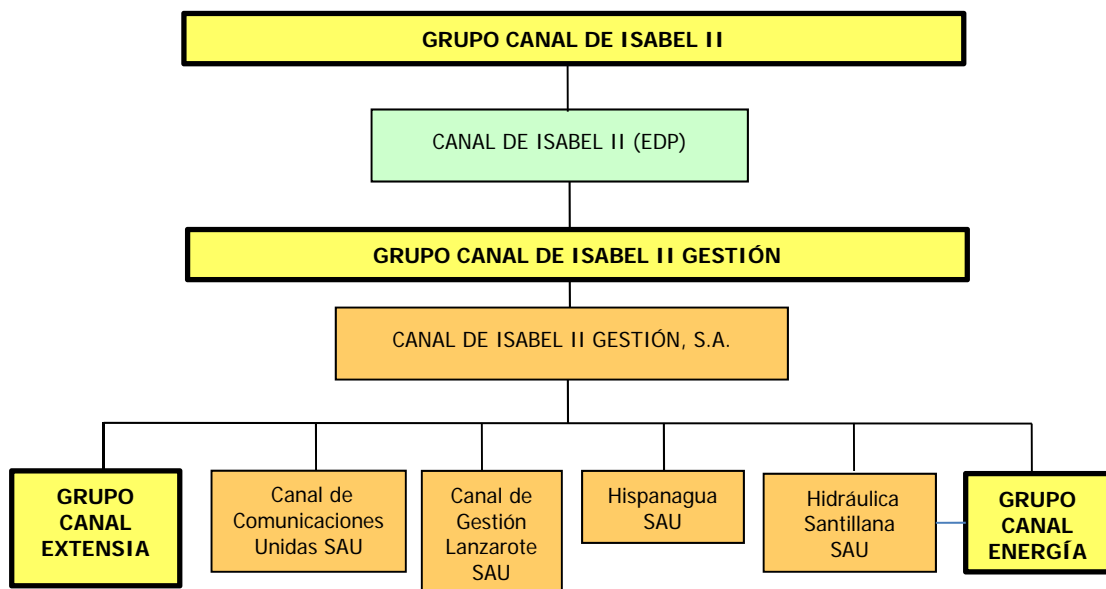 GRUPO CANAL DE ISABEL II
CANAL DE ISABEL II (EDP)
GRUPO CANAL DE ISABEL II GESTIÓN
CANAL DE ISABEL II GESTIÓN, S.A.
GRUPO
CANAL
EXTENSIA
Canal de
Comunicaciones
Unidas SAU
Canal de
Gestión
Lanzarote
SAU
Hispanagua
SAU
Hidráulica
Santillana
SAU
GRUPO
CANAL
ENERGÍA